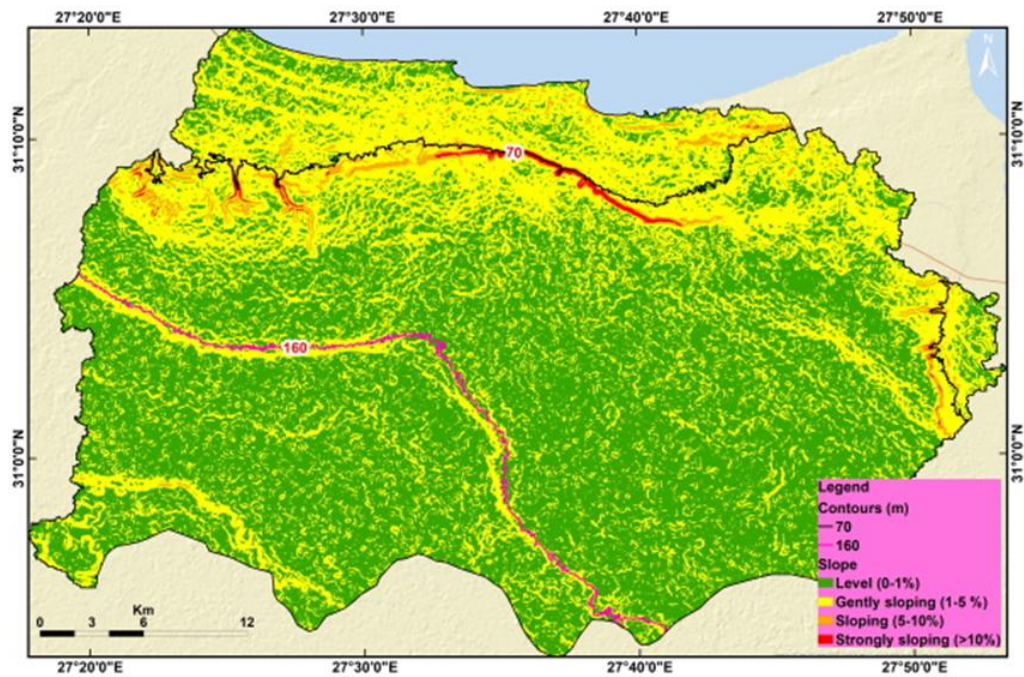 27°20'0"E 27°30'0"E 27°40'0"E 27°50'0"E
N
31°10'0"N 31°10'0"N
70
160
31°0'0"N 31°0'0"N
Legend
Contours (m)
70
160
Slope
Level (0-1%)
Gently sloping (1-5 %)
Sloping (5-10%)
Strongly sloping (>10%)
Km
0 3 6 12
27°20'0"E 27°30'0"E 27°40'0"E 27°50'0"E